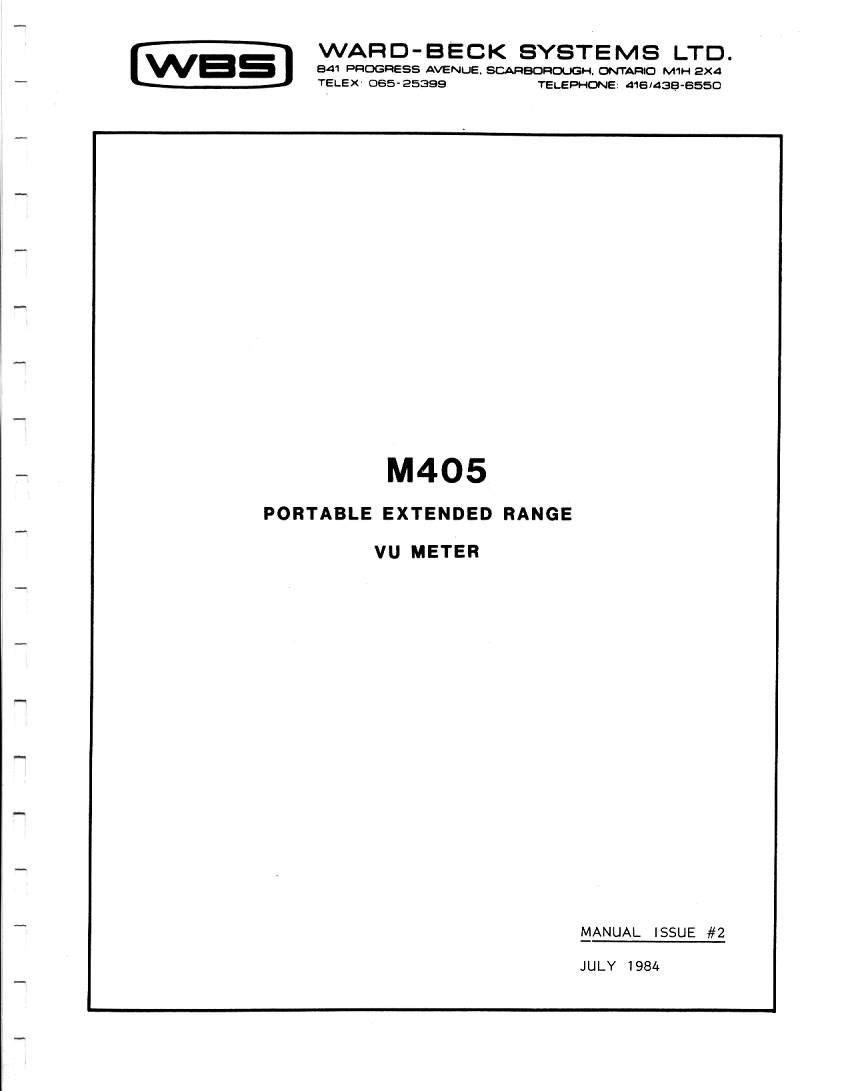 WBS
WARD-BECK SYSTEMS LTD.
841 PROGRESS AVENUE, SCARBOROUGH, ONTARIO M1H 2X4
TELEX: 065-25399 TELEPHONE: 416/438-6550
M405
PORTABLE EXTENDED RANGE
VU METER
MANUAL ISSUE #2
JULY 1984